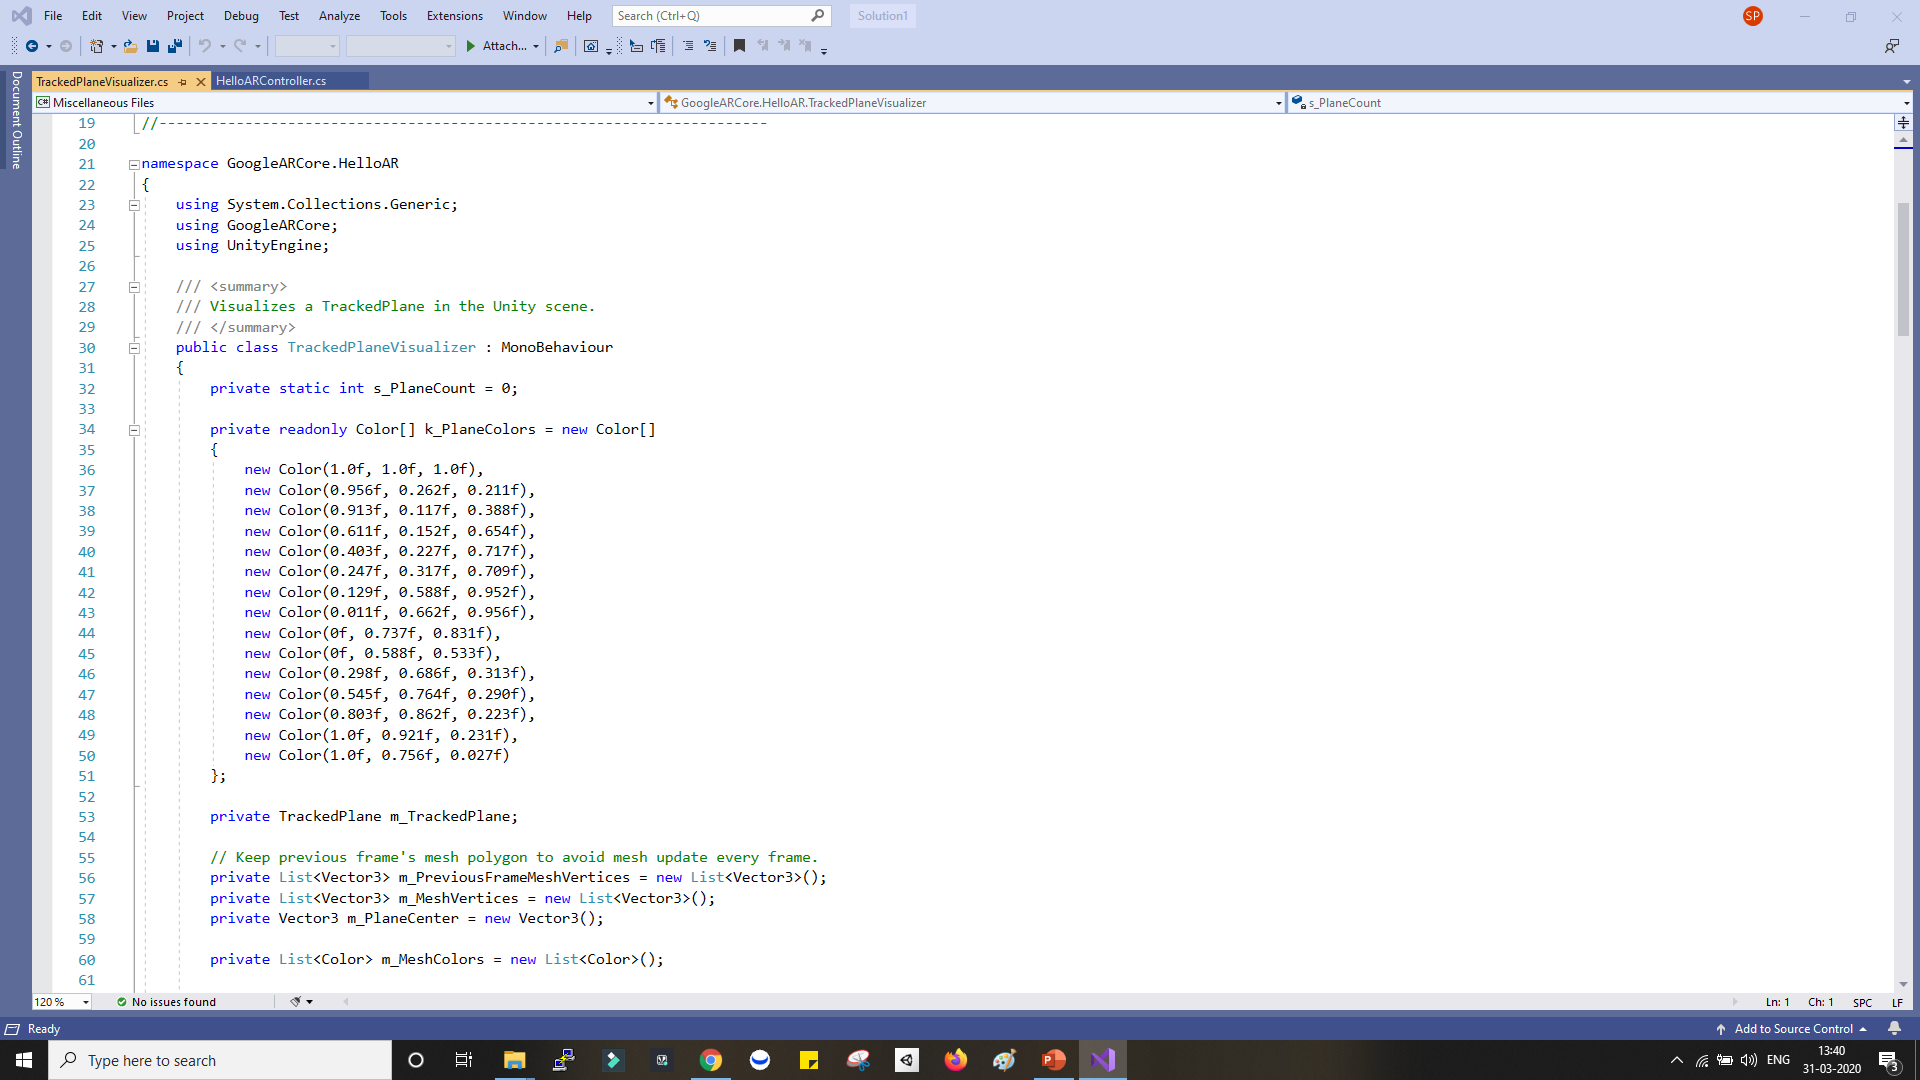 File Edit View Project Debug Test Analyze Tools Extensions Window Help Search (Ctrl+Q) Solution1 SP
Attach...
TrackedPlaneVisualizer.cs HelloARController.cs
Document Outline
C# Miscellaneous Files GoogleARCore.HelloAR.TrackedPlaneVisualizer s_PlaneCount
19 //-----------------------------------------------------------------------
20
21 namespace GoogleARCore.HelloAR
22 {
23 using System.Collections.Generic;
24 using GoogleARCore;
25 using UnityEngine;
26
27 /// <summary>
28 /// Visualizes a TrackedPlane in the Unity scene.
29 /// </summary>
30 public class TrackedPlaneVisualizer : MonoBehaviour
31 {
32 private static int s_PlaneCount = 0;
33
34 private readonly Color[] k_PlaneColors = new Color[]
35 {
36 new Color(1.0f, 1.0f, 1.0f),
37 new Color(0.956f, 0.262f, 0.211f),
38 new Color(0.913f, 0.117f, 0.388f),
39 new Color(0.611f, 0.152f, 0.654f),
40 new Color(0.403f, 0.227f, 0.717f),
41 new Color(0.247f, 0.317f, 0.709f),
42 new Color(0.129f, 0.588f, 0.952f),
43 new Color(0.011f, 0.662f, 0.956f),
44 new Color(0f, 0.737f, 0.831f),
45 new Color(0f, 0.588f, 0.533f),
46 new Color(0.298f, 0.686f, 0.313f),
47 new Color(0.545f, 0.764f, 0.290f),
48 new Color(0.803f, 0.862f, 0.223f),
49 new Color(1.0f, 0.921f, 0.231f),
50 new Color(1.0f, 0.756f, 0.027f)
51 };
52
53 private TrackedPlane m_TrackedPlane;
54
55 // Keep previous frame's mesh polygon to avoid mesh update every frame.
56 private List<Vector3> m_PreviousFrameMeshVertices = new List<Vector3>();
57 private List<Vector3> m_MeshVertices = new List<Vector3>();
58 private Vector3 m_PlaneCenter = new Vector3();
59
60 private List<Color> m_MeshColors = new List<Color>();
61
120 % No issues found Ln: 1 Ch: 1 SPC LF
Ready Add to Source Control
Type here to search ENG 13:40
31-03-2020 3